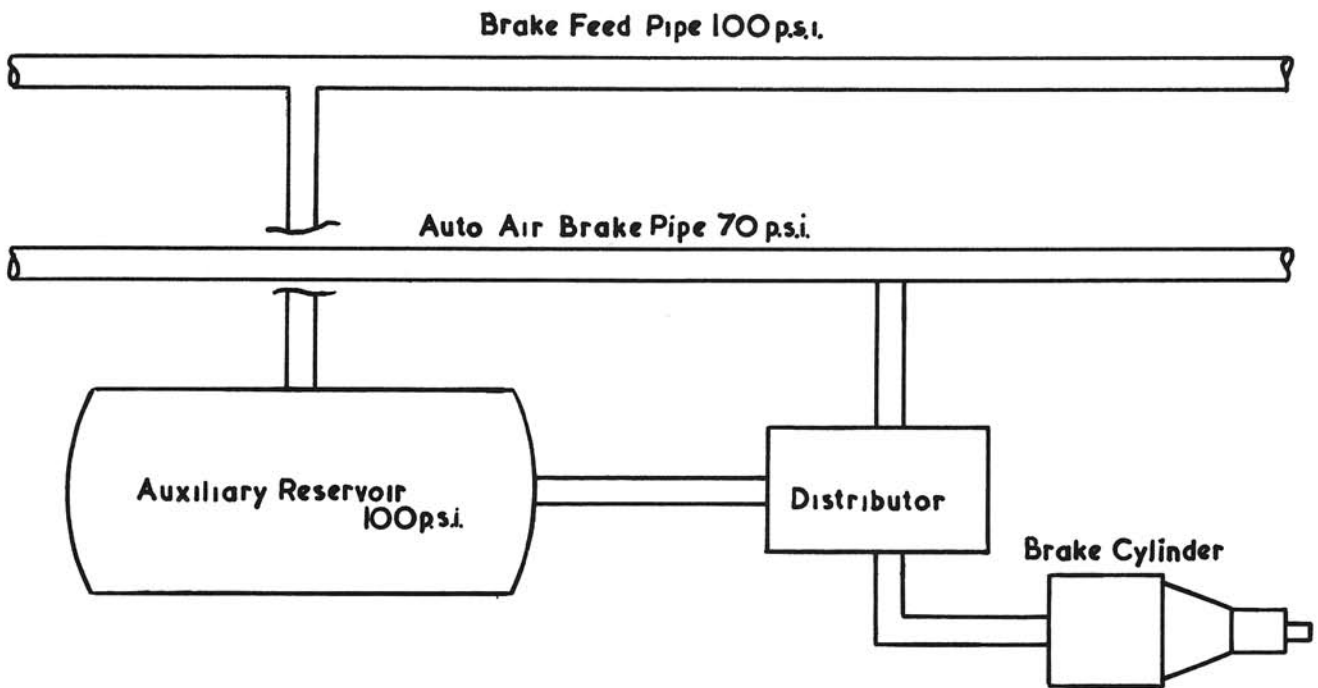 Brake Feed Pipe 100 p.s.i.
Auto Air Brake Pipe 70 p.s.i.
Auxiliary Reservoir
100 p.s.i.
Distributor
Brake Cylinder